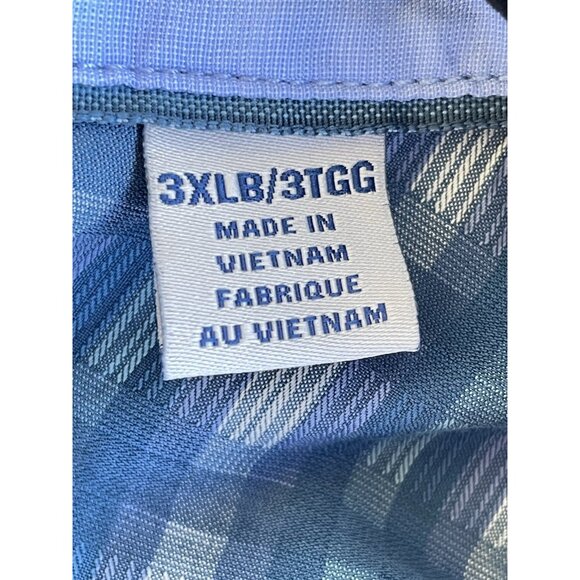 3XLB/3TGG
MADE IN
VIETNAM
FABRIQUE
AU VIETNAM